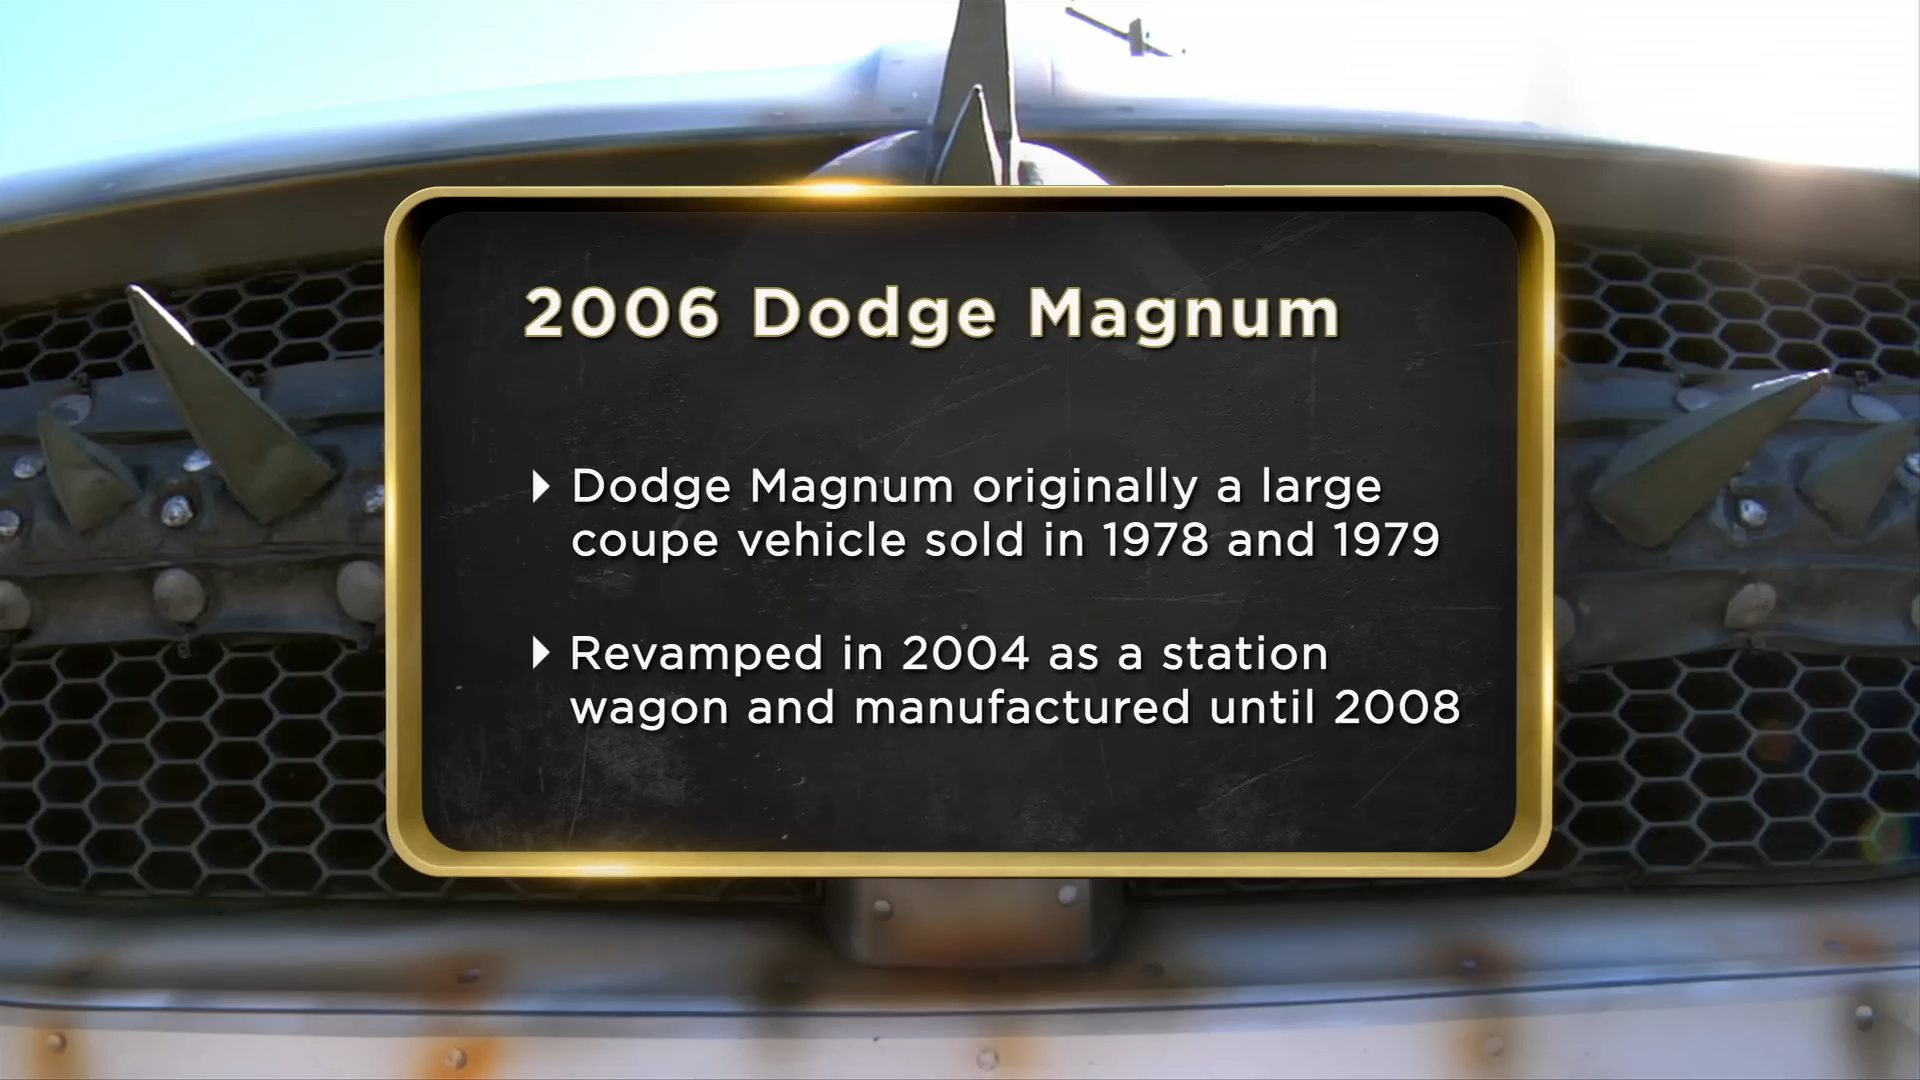 2006 Dodge Magnum
Dodge Magnum originally a large
coupe vehicle sold in 1978 and 1979
Revamped in 2004 as a station
wagon and manufactured until 2008